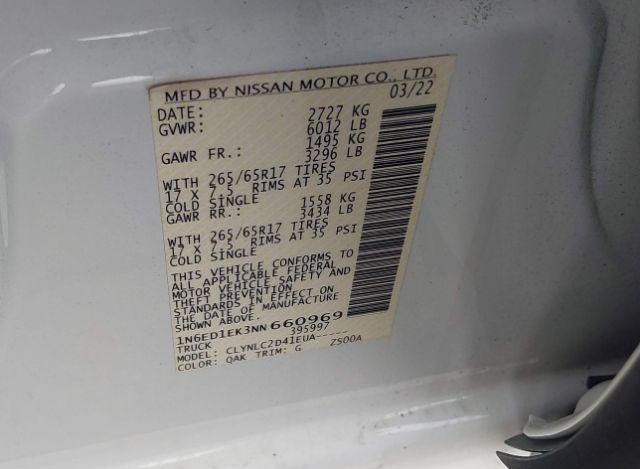 MFD BY NISSAN MOTOR CO., LTD.
DATE: 03/22
GVWR: 2727 KG
6012 LB
GAWR FR.: 1495 KG
3296 LB
WITH 265/65R17 TIRES
17 X 7.5 RIMS AT 35 PSI
COLD SINGLE
GAWR RR.: 1558 KG
3434 LB
WITH 265/65R17 TIRES
17 X 7.5 RIMS AT 35 PSI
COLD SINGLE
THIS VEHICLE CONFORMS TO
ALL APPLICABLE FEDERAL
MOTOR VEHICLE SAFETY AND
THEFT PREVENTION
STANDARDS IN EFFECT ON
THE DATE OF MANUFACTURE
SHOWN ABOVE.
1N6ED1EK3NN660969
TRUCK 395997
MODEL: CLYNLC2D41EUA-----
COLOR: QAK TRIM: G ZS00A